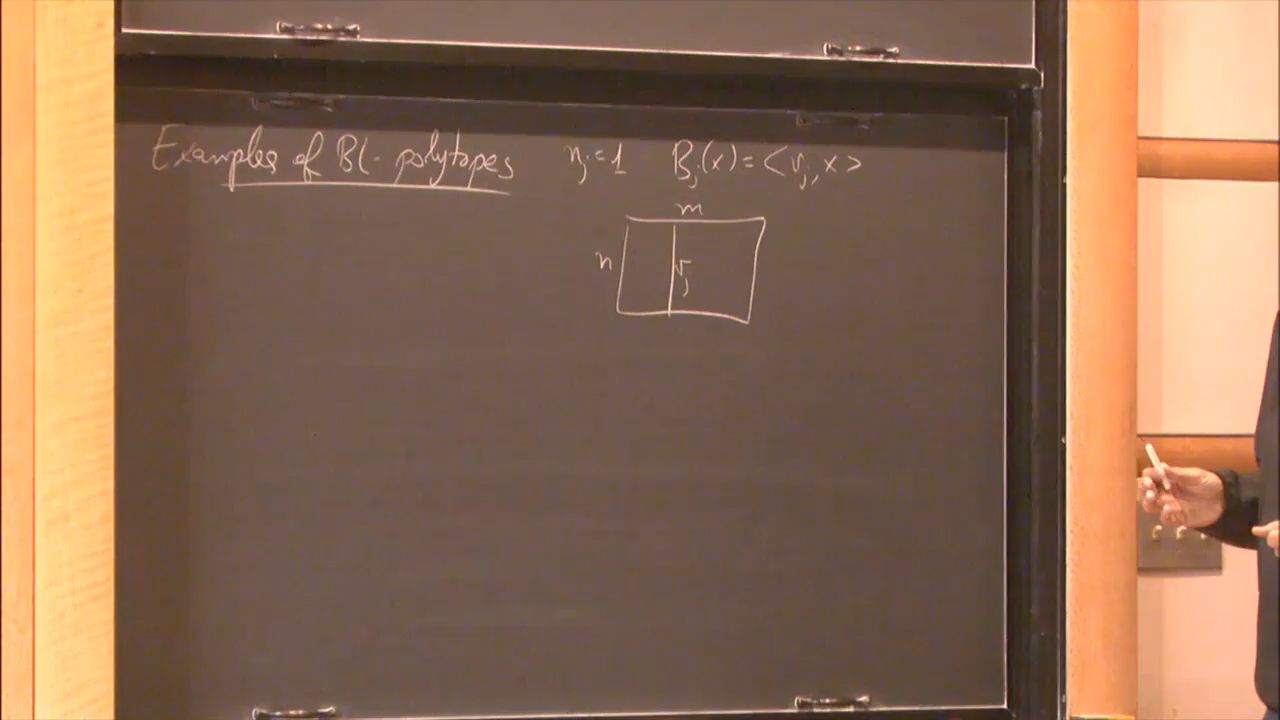 Examples of BL-polytopes n_j=1 B_j(x)=<v_j,x>
m
n v_j